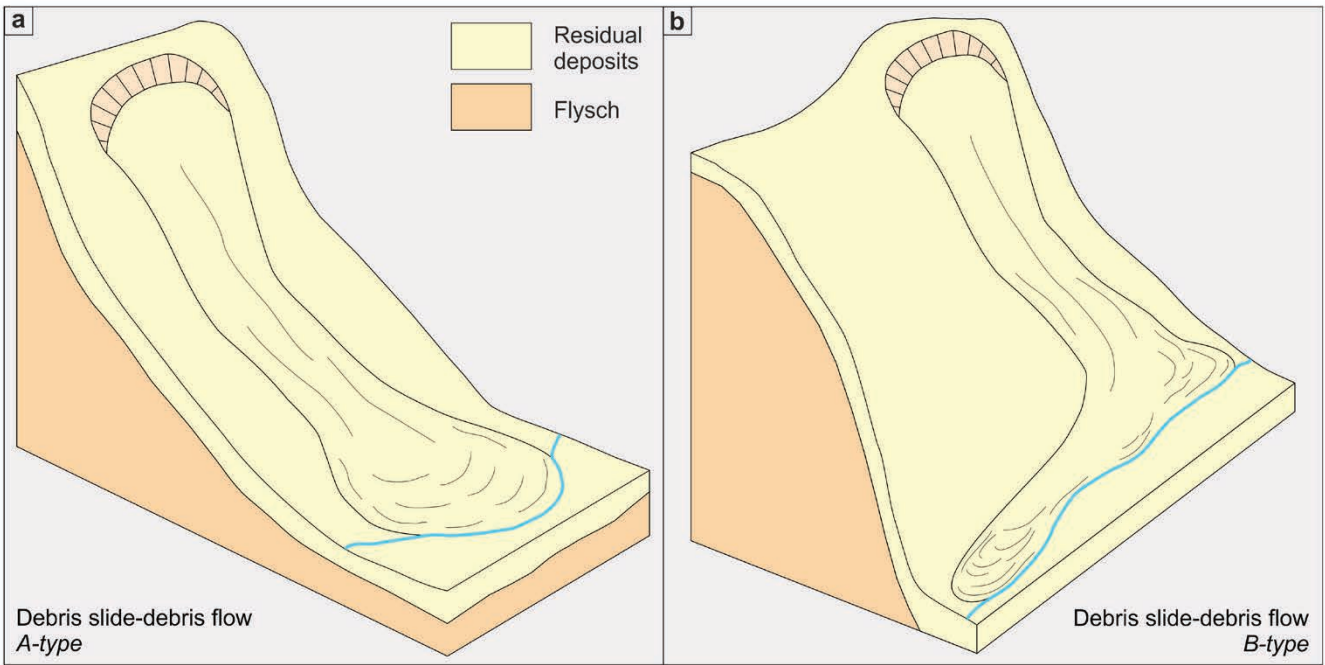 a
Residual
deposits
Flysch
Debris slide-debris flow
A-type
b
Debris slide-debris flow
B-type